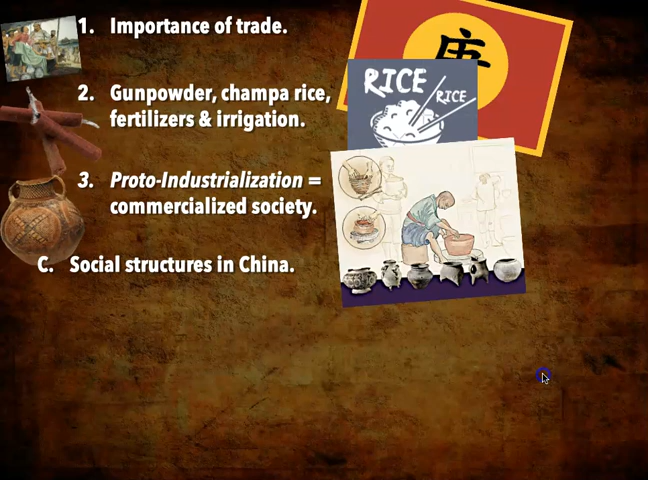 1. Importance of trade.
2. Gunpowder, champa rice,
fertilizers & irrigation.
3. Proto-Industrialization =
commercialized society.
C. Social structures in China.
RICE
RICE